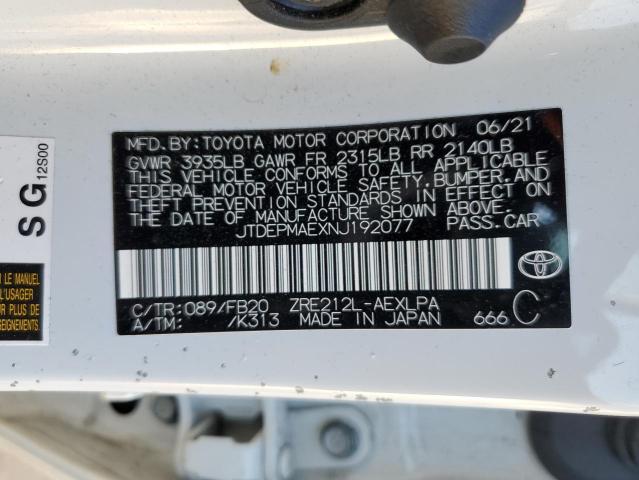 MFD. BY: TOYOTA MOTOR CORPORATION 06/21
GVWR 3935LB GAWR FR 2315LB RR 2140LB
THIS VEHICLE CONFORMS TO ALL APPLICABLE
FEDERAL MOTOR VEHICLE SAFETY, BUMPER, AND
THEFT PREVENTION STANDARDS IN EFFECT ON
THE DATE OF MANUFACTURE SHOWN ABOVE.
JTDEPMAEXNJ192077 PASS. CAR
C/TR: 089/FB20 ZRE212L-AEXLPA C
A/TM: /K313 MADE IN JAPAN 666
SG
12S00
I LE MANUEL
L'USAGER
R PLUS DE
SEIGNEMENTS